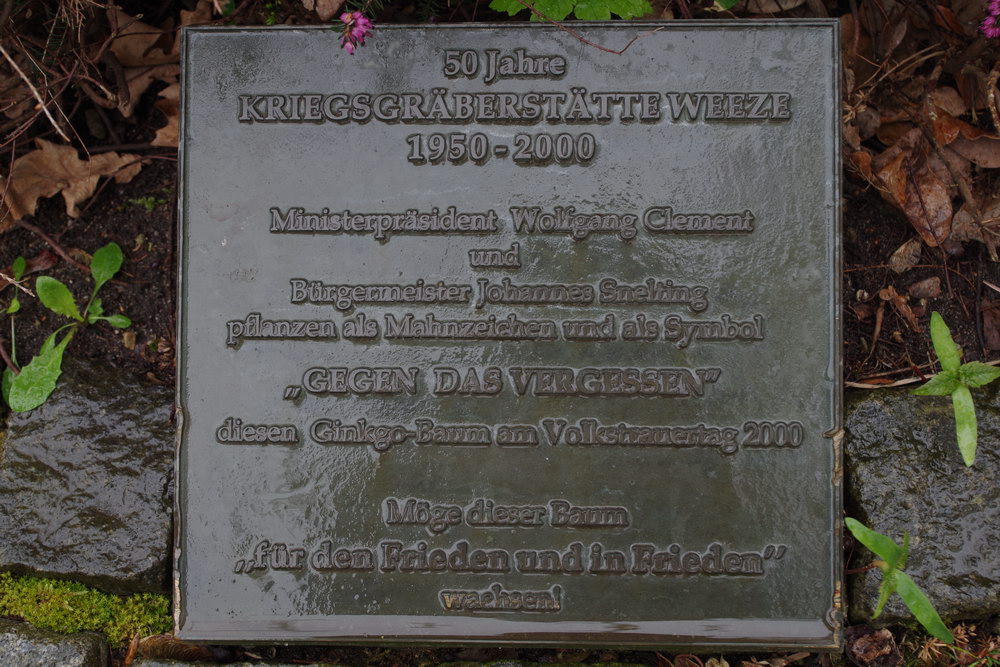 50 Jahre
KRIEGSGRÄBERSTÄTTE WEEZE
1950 - 2000
Ministerpräsident Wolfgang Clement
und
Bürgermeister Johannes Snelting
pflanzen als Mahnzeichen und als Symbol
„GEGEN DAS VERGESSEN"
diesen Ginkgo-Baum am Volkstrauertag 2000
Möge dieser Baum
„für den Frieden und in Frieden"
wachsen!